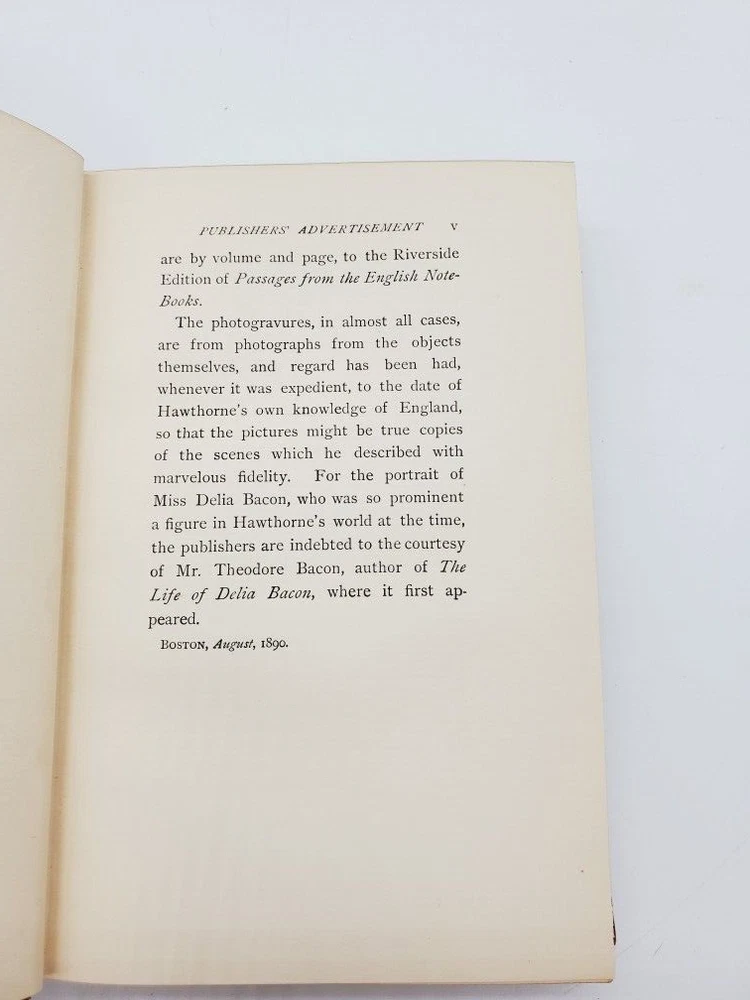 PUBLISHERS' ADVERTISEMENT v
are by volume and page, to the Riverside
Edition of Passages from the English Note-
Books.
The photogravures, in almost all cases,
are from photographs from the objects
themselves, and regard has been had,
whenever it was expedient, to the date of
Hawthorne's own knowledge of England,
so that the pictures might be true copies
of the scenes which he described with
marvelous fidelity. For the portrait of
Miss Delia Bacon, who was so prominent
a figure in Hawthorne's world at the time,
the publishers are indebted to the courtesy
of Mr. Theodore Bacon, author of The
Life of Delia Bacon, where it first ap-
peared.
BOSTON, August, 1890.